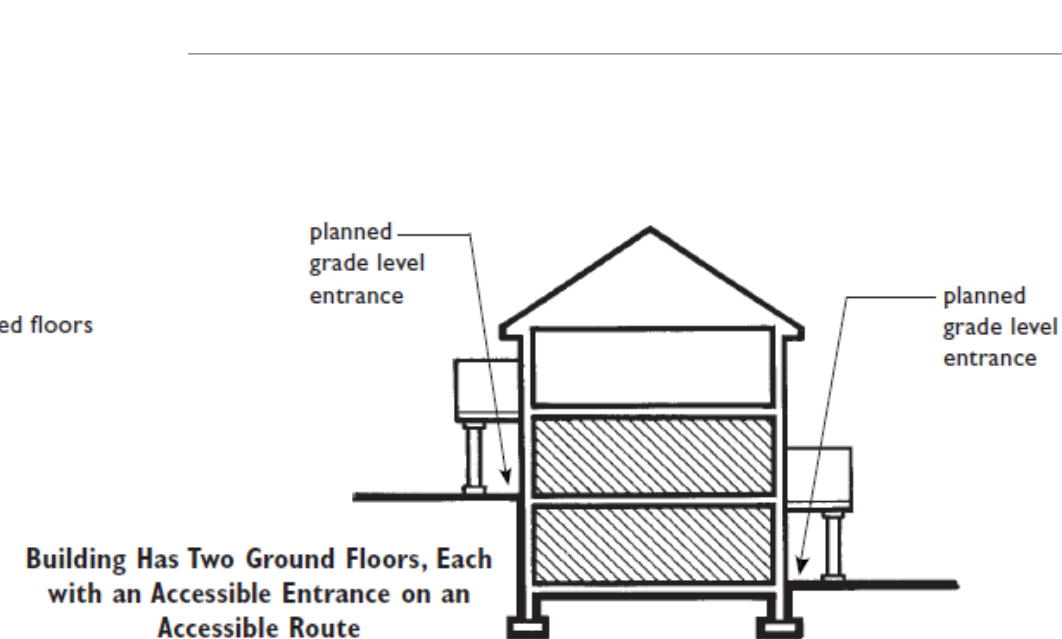 planned
grade level
entrance
planned
grade level
entrance
floors
Building Has Two Ground Floors, Each
with an Accessible Entrance on an
Accessible Route